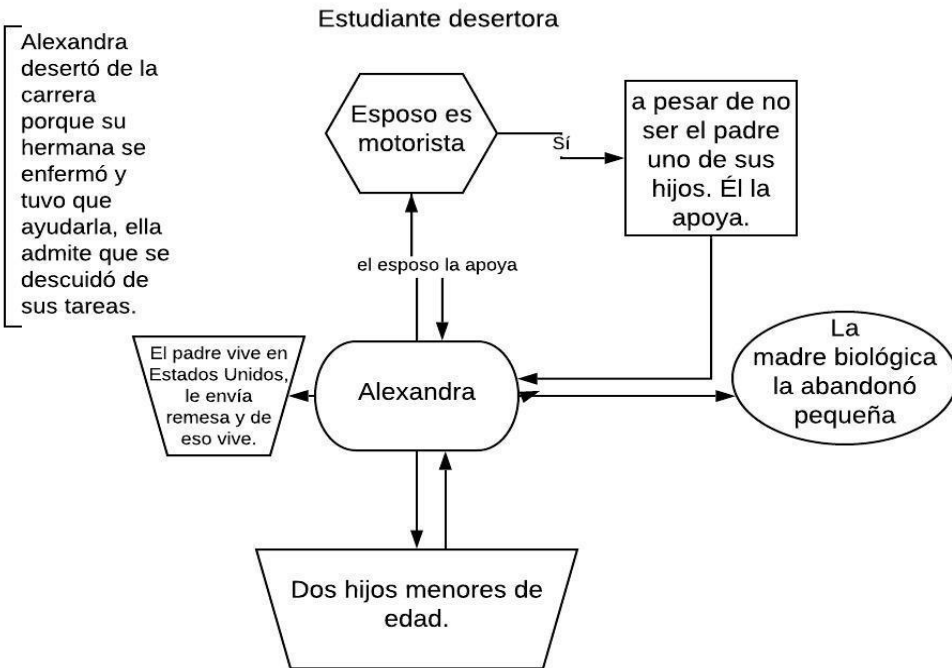 Estudiante desertora
Alexandra
desertó de la
carrera
porque su
hermana se
enfermó y
tuvo que
ayudarla, ella
admite que se
descuidó de
sus tareas.
Esposo es
motorista
Sí
a pesar de no
ser el padre
uno de sus
hijos. Él la
apoya.
el esposo la apoya
El padre vive en
Estados Unidos,
le envía
remesa y de
eso vive.
Alexandra
La
madre biológica
la abandonó
pequeña
Dos hijos menores de
edad.